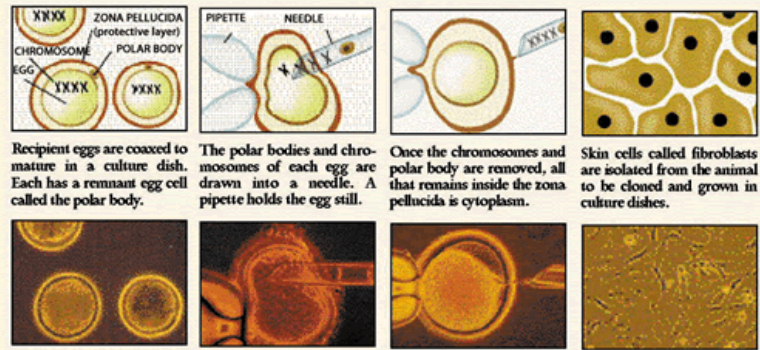 ZONA PELLUCIDA
(protective layer)
CHROMOSOME
POLAR BODY
EGG
PIPETTE
NEEDLE
Recipient eggs are coaxed to
mature in a culture dish.
Each has a remnant egg cell
called the polar body.
The polar bodies and chro-
mosomes of each egg are
drawn into a needle. A
pipette holds the egg still.
Once the chromosomes and
polar body are removed, all
that remains inside the zona
pellucida is cytoplasm.
Skin cells called fibroblasts
are isolated from the animal
to be cloned and grown in
culture dishes.